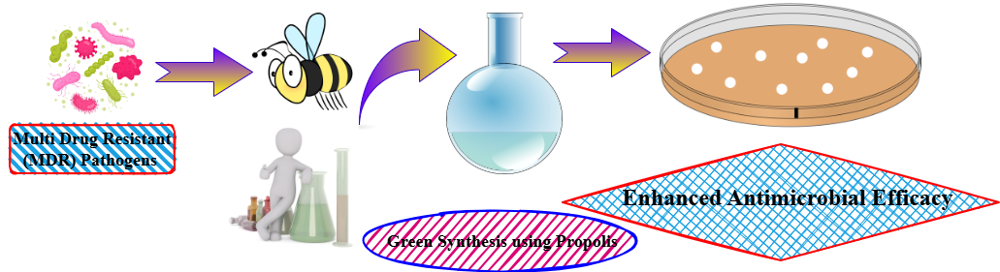 Multi Drug Resistant
(MDR) Pathogens
Green Synthesis using Propolis
Enhanced Antimicrobial Efficacy